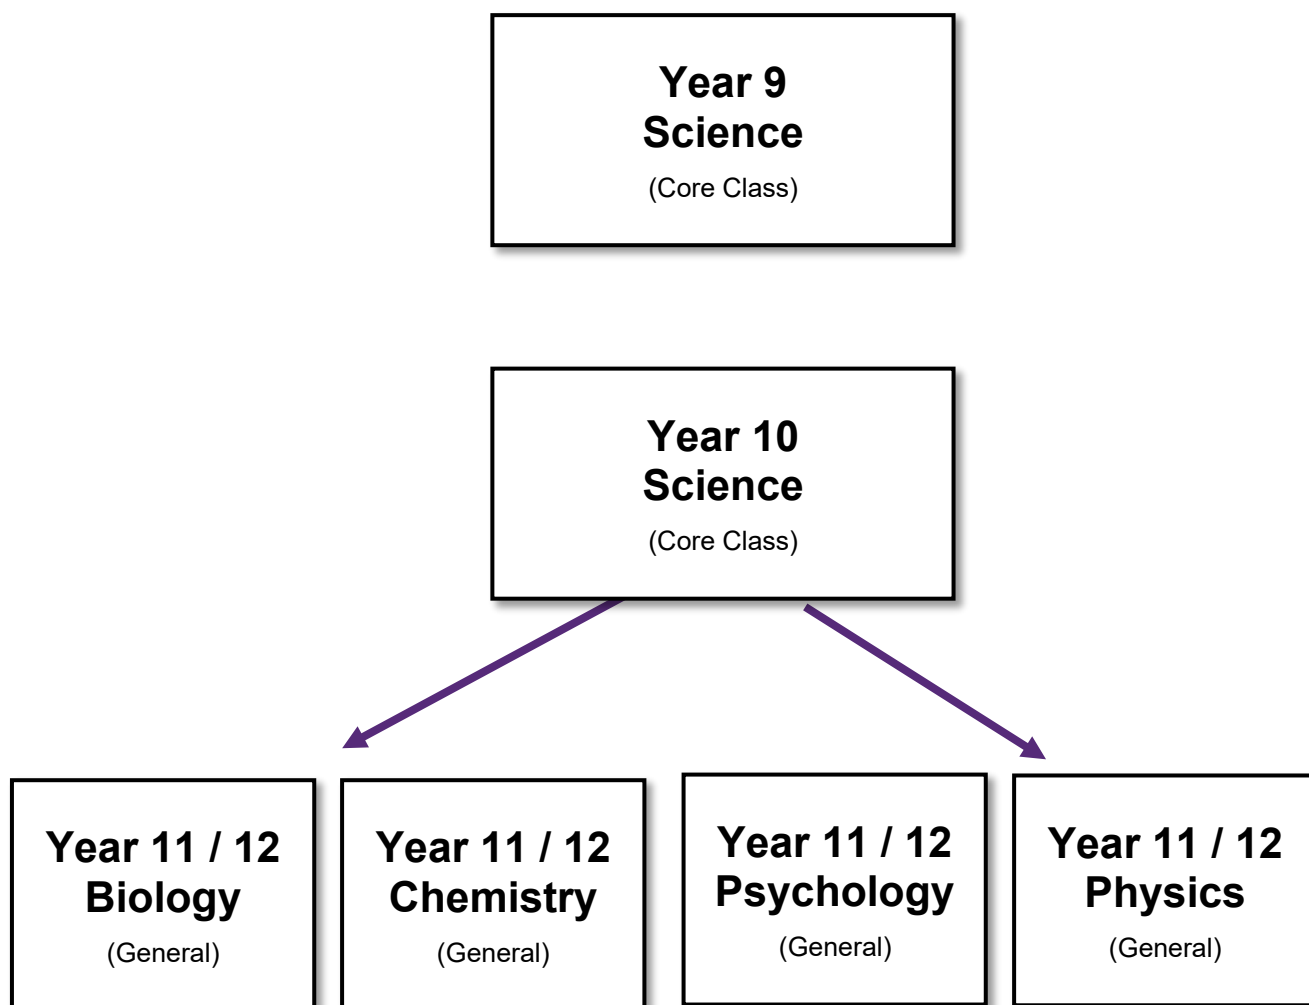 Year 9
Science
(Core Class)
Year 10
Science
(Core Class)
Year 11 / 12
Biology
(General)
Year 11 / 12
Chemistry
(General)
Year 11 / 12
Psychology
(General)
Year 11 / 12
Physics
(General)